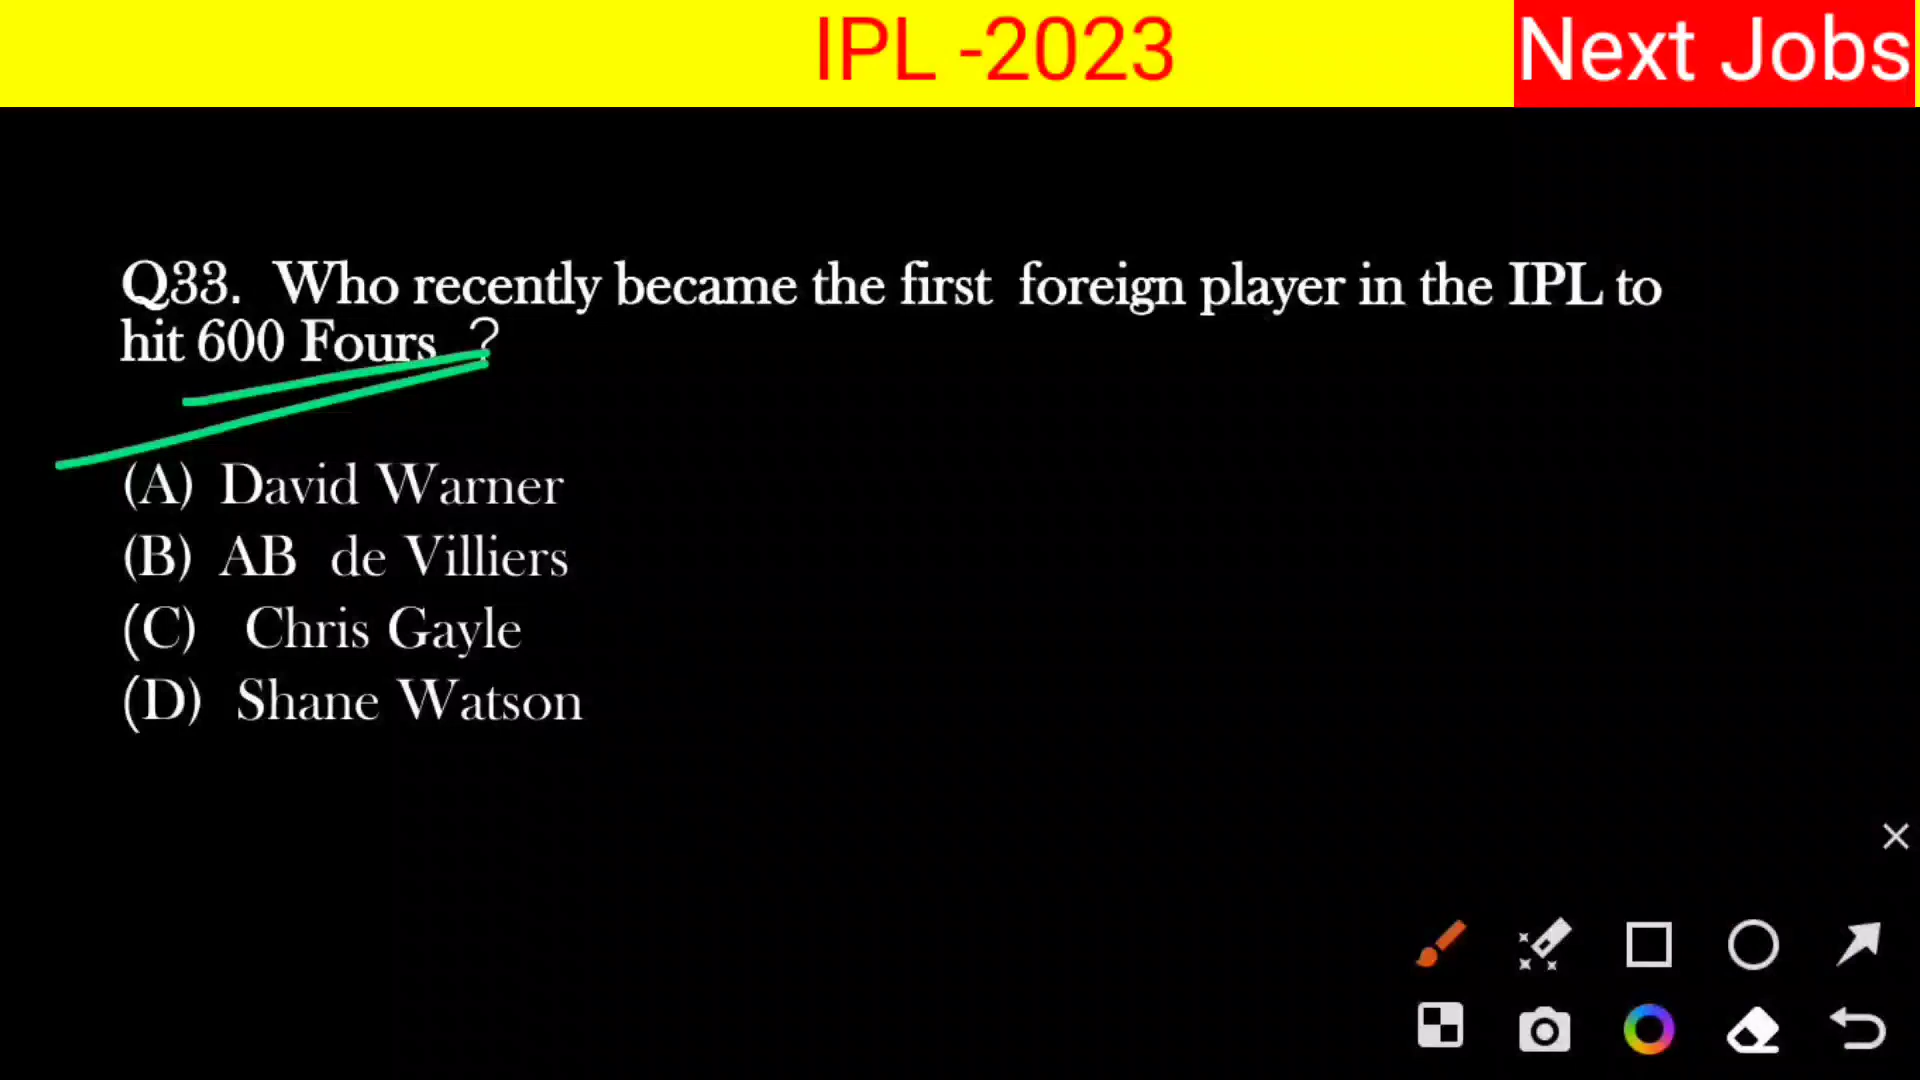 IPL -2023
Next Jobs
Q33. Who recently became the first foreign player in the IPL to
hit 600 Fours ?
(A) David Warner
(B) AB de Villiers
(C) Chris Gayle
(D) Shane Watson